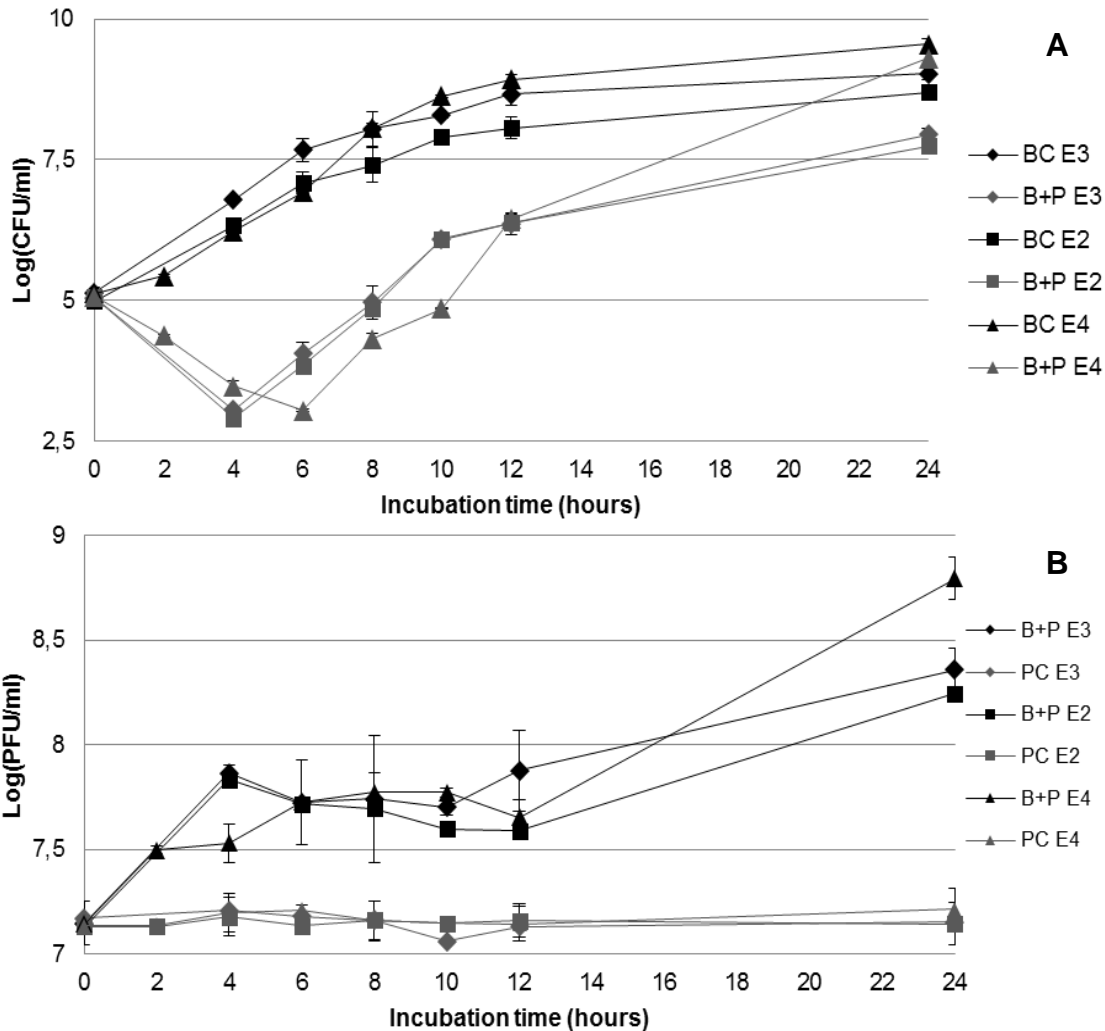 A
10
7,5
5
2,5
Log(CFU/ml)
0 2 4 6 8 10 12 14 16 18 20 22 24
Incubation time (hours)
BC E3
B+P E3
BC E2
B+P E2
BC E4
B+P E4
B
9
8,5
8
7,5
7
Log(PFU/ml)
0 2 4 6 8 10 12 14 16 18 20 22 24
Incubation time (hours)
B+P E3
PC E3
B+P E2
PC E2
B+P E4
PC E4